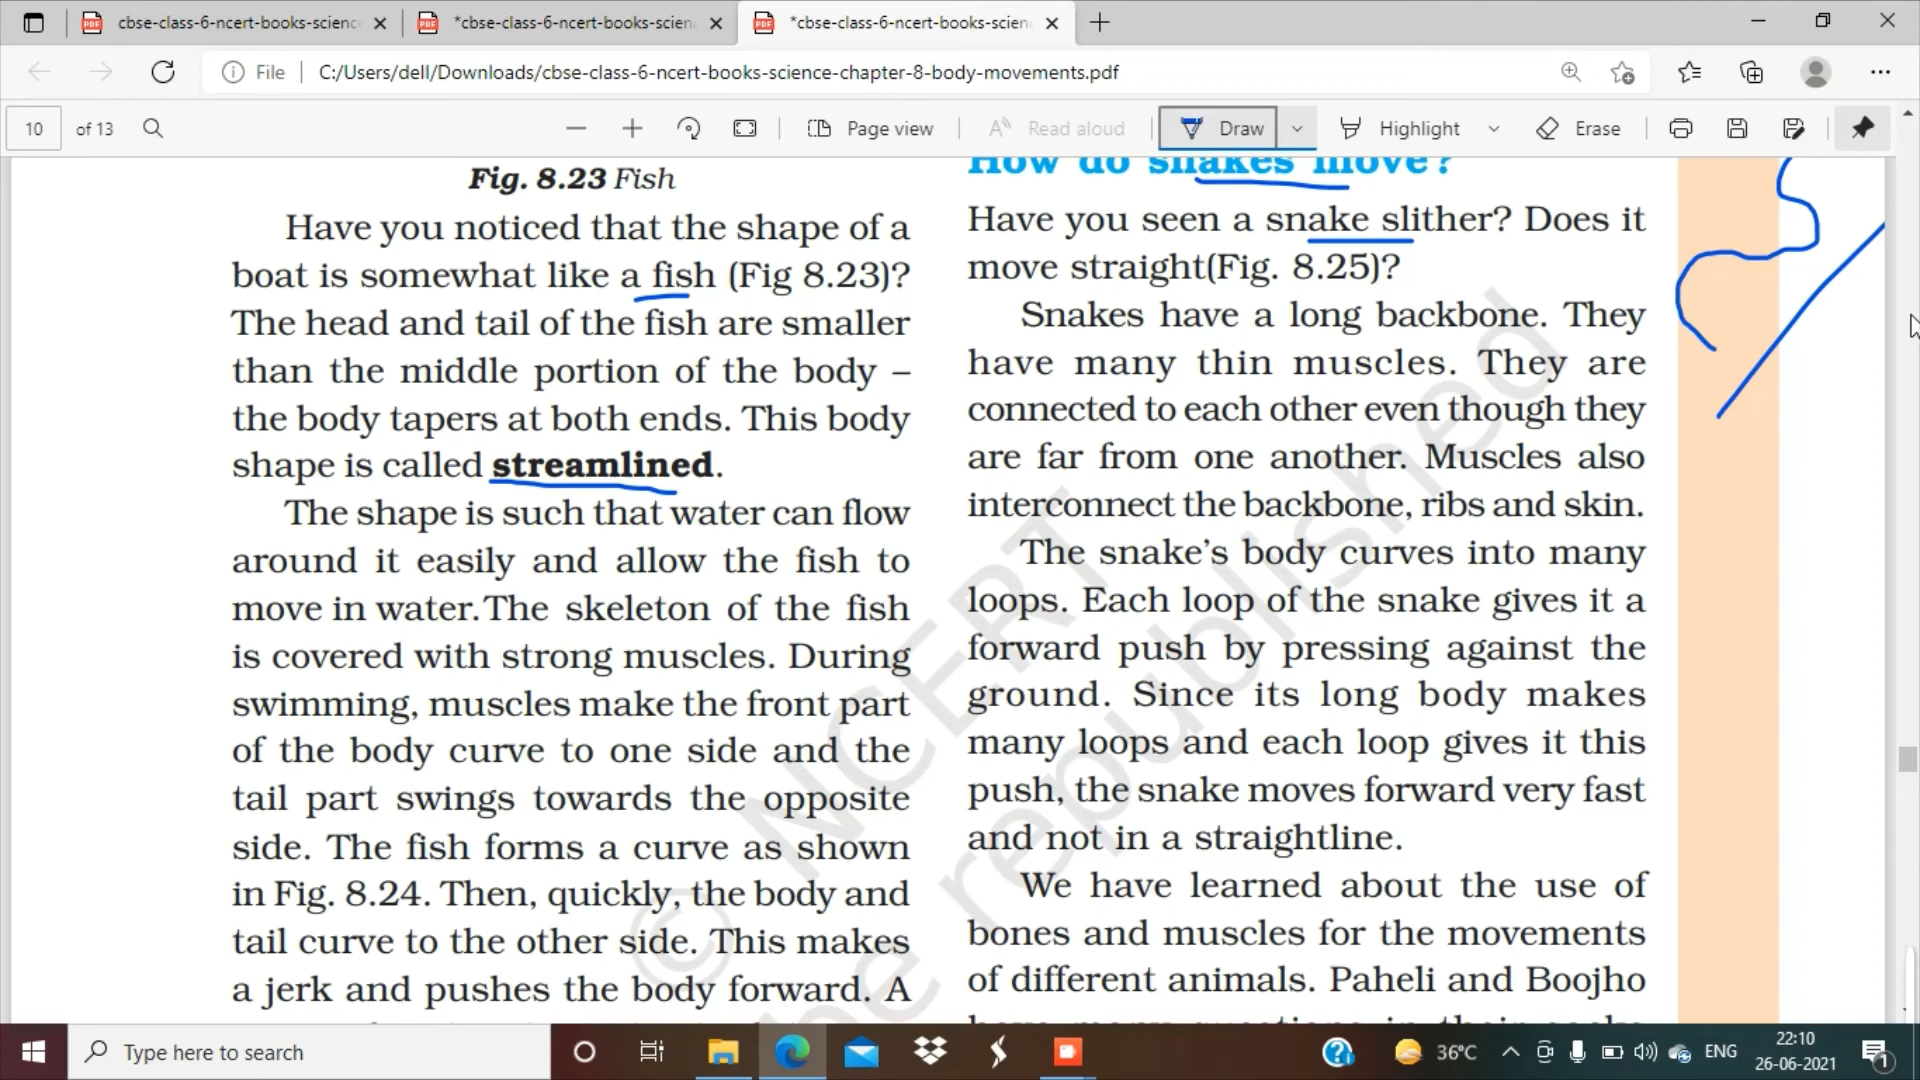 cbse-class-6-ncert-books-science
*cbse-class-6-ncert-books-scien
*cbse-class-6-ncert-books-scien
File
C:/Users/dell/Downloads/cbse-class-6-ncert-books-science-chapter-8-body-movements.pdf
10 of 13
Page view
Read aloud
Draw
Highlight
Erase
Fig. 8.23 Fish
Have you noticed that the shape of a
boat is somewhat like a fish (Fig 8.23)?
The head and tail of the fish are smaller
than the middle portion of the body –
the body tapers at both ends. This body
shape is called streamlined.
The shape is such that water can flow
around it easily and allow the fish to
move in water.The skeleton of the fish
is covered with strong muscles. During
swimming, muscles make the front part
of the body curve to one side and the
tail part swings towards the opposite
side. The fish forms a curve as shown
in Fig. 8.24. Then, quickly, the body and
tail curve to the other side. This makes
a jerk and pushes the body forward. A
How do snakes move?
Have you seen a snake slither? Does it
move straight(Fig. 8.25)?
Snakes have a long backbone. They
have many thin muscles. They are
connected to each other even though they
are far from one another. Muscles also
interconnect the backbone, ribs and skin.
The snake's body curves into many
loops. Each loop of the snake gives it a
forward push by pressing against the
ground. Since its long body makes
many loops and each loop gives it this
push, the snake moves forward very fast
and not in a straightline.
We have learned about the use of
bones and muscles for the movements
of different animals. Paheli and Boojho
© NCERT
be republished
Type here to search
36°C
ENG
22:10
26-06-2021
1